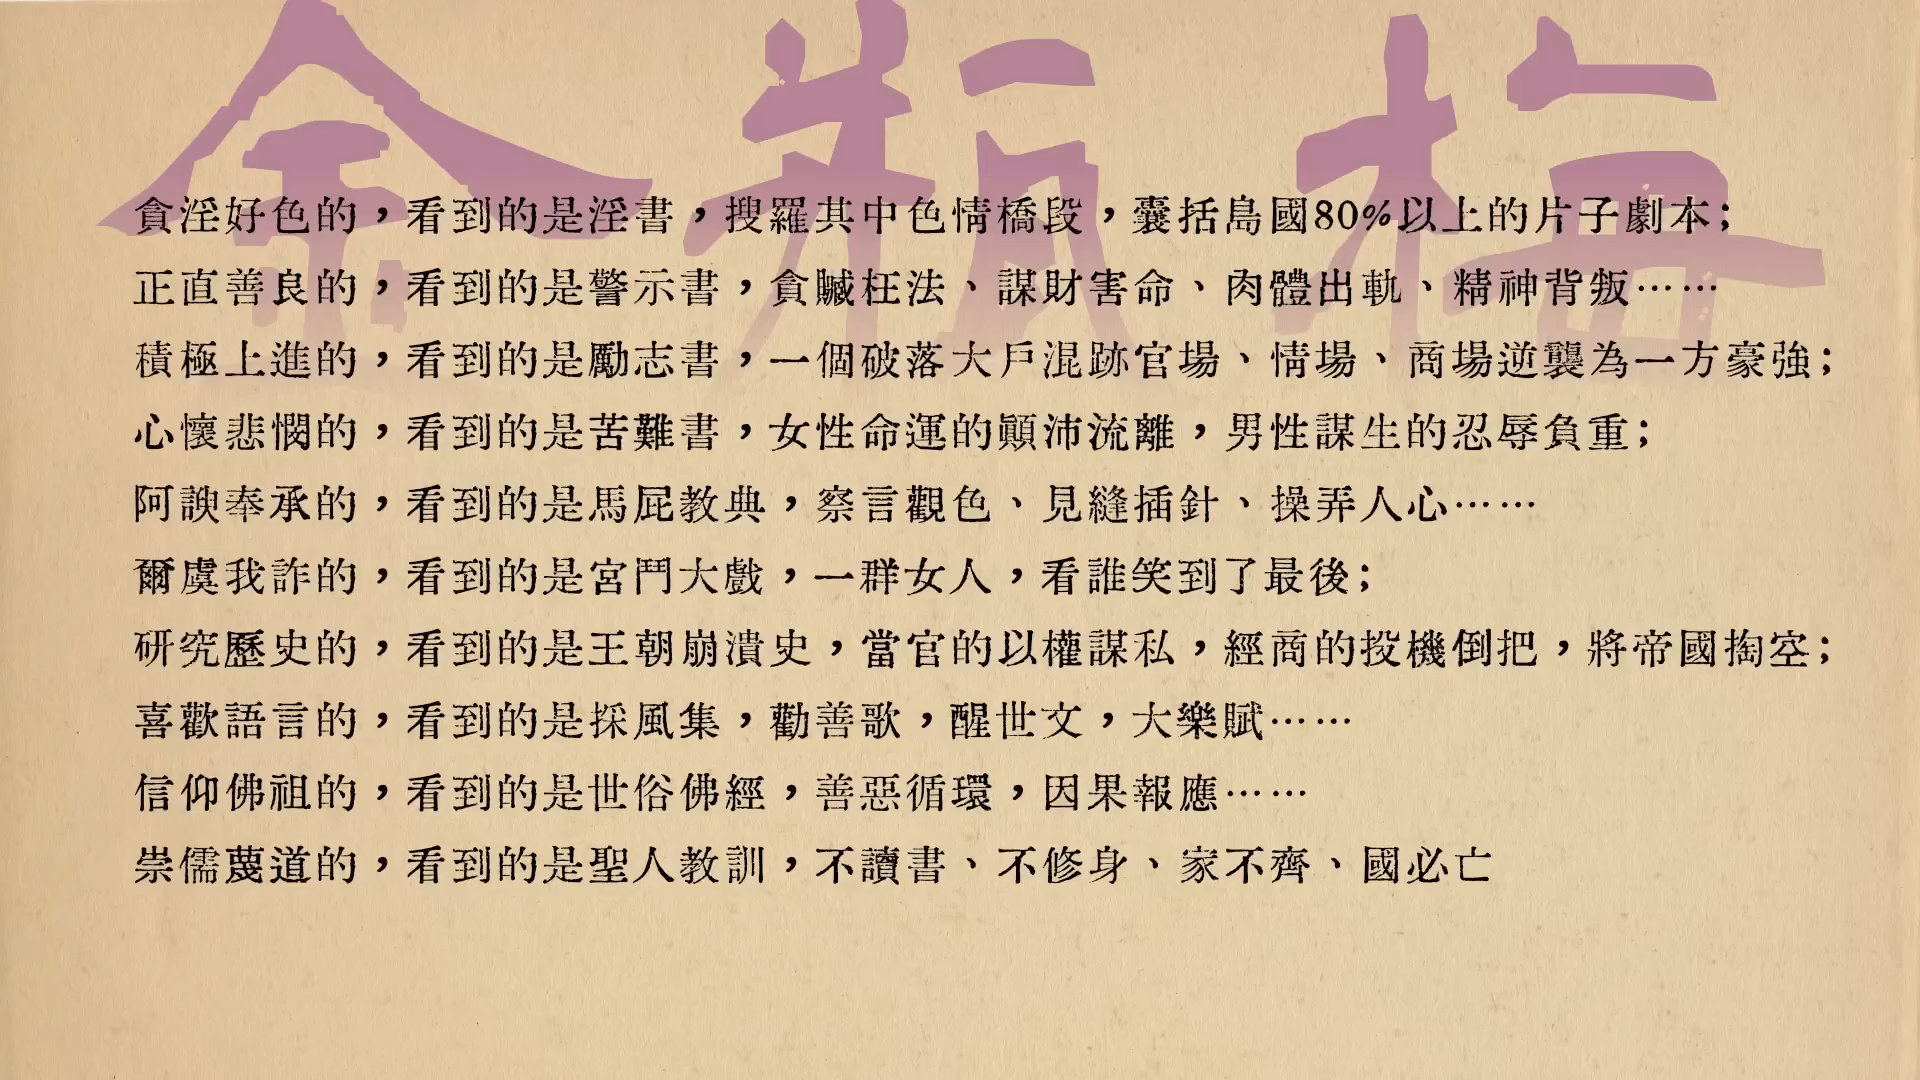 金瓶梅
貪淫好色的，看到的是淫書，搜羅其中色情橋段，囊括島國80%以上的片子劇本；
正直善良的，看到的是警示書，貪贓枉法、謀財害命、肉體出軌、精神背叛……
積極上進的，看到的是勵志書，一個破落大戶混跡官場、情場、商場逆襲為一方豪強；
心懷悲憫的，看到的是苦難書，女性命運的顛沛流離，男性謀生的忍辱負重；
阿諛奉承的，看到的是馬屁教典，察言觀色、見縫插針、操弄人心……
爾虞我詐的，看到的是宮鬥大戲，一群女人，看誰笑到了最後；
研究歷史的，看到的是王朝崩潰史，當官的以權謀私，經商的投機倒把，將帝國掏空；
喜歡語言的，看到的是採風集，勸善歌，醒世文，大樂賦……
信仰佛祖的，看到的是世俗佛經，善惡循環，因果報應……
崇儒蔑道的，看到的是聖人教訓，不讀書、不修身、家不齊、國必亡